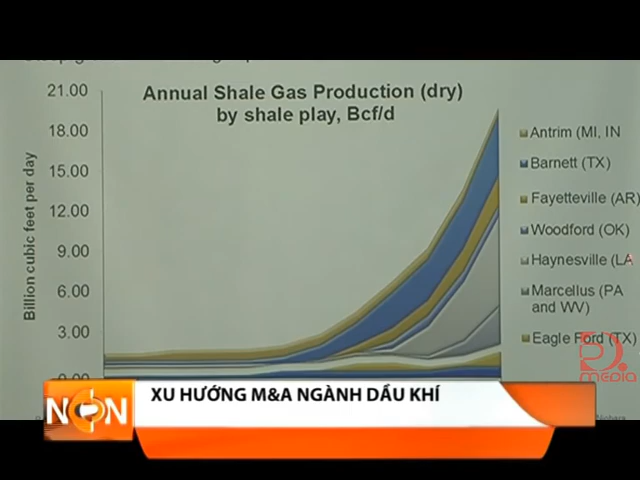 Annual Shale Gas Production (dry)
by shale play, Bcf/d
21.00
18.00
15.00
12.00
9.00
6.00
3.00
Billion cubic feet per day
Antrim (MI, IN
Barnett (TX)
Fayetteville (AR)
Woodford (OK)
Haynesville (LA
Marcellus (PA
and WV)
Eagle Ford (TX)
MEDIA
XU HƯỚNG M&A NGÀNH DẦU KHÍ